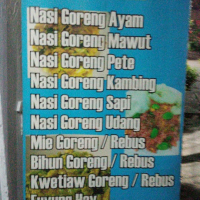 Nasi Goreng Ayam
Nasi Goreng Mawut
Nasi Goreng Pete
Nasi Goreng Kambing
Nasi Goreng Sapi
Nasi Goreng Udang
Mie Goreng / Rebus
Bihun Goreng / Rebus
Kwetiaw Goreng / Rebus